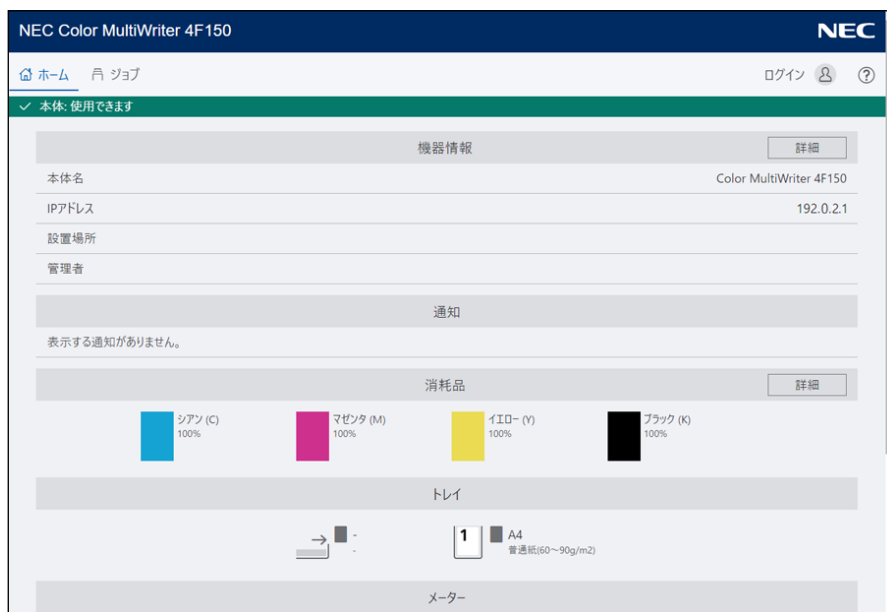 NEC Color MultiWriter 4F150 NEC
ホーム ジョブ ログイン ?
本体: 使用できます
機器情報 詳細
本体名 Color MultiWriter 4F150
IPアドレス 192.0.2.1
設置場所
管理者
通知
表示する通知がありません。
消耗品 詳細
シアン (C) マゼンタ (M) イエロー (Y) ブラック (K)
100% 100% 100% 100%
トレイ
- 1 A4
- 普通紙(60～90g/m2)
メーター